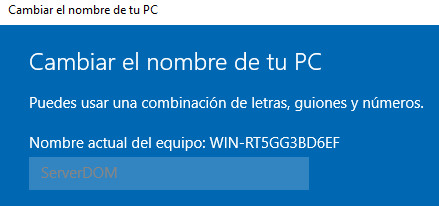 Cambiar el nombre de tu PC
Cambiar el nombre de tu PC
Puedes usar una combinación de letras, guiones y números.
Nombre actual del equipo: WIN-RT5GG3BD6EF
ServerDOM